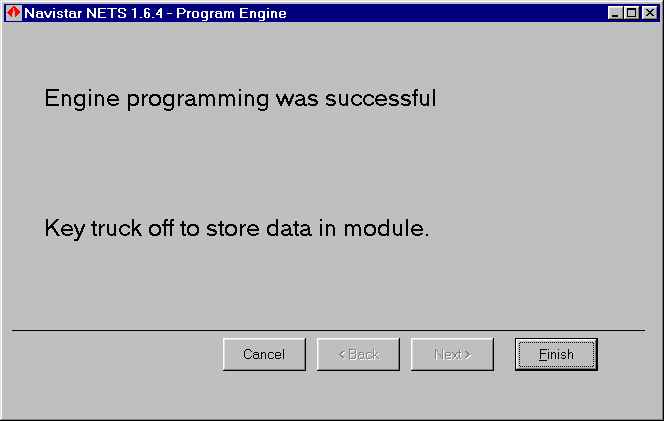 Navistar NETS 1.6.4 - Program Engine
Engine programming was successful
Key truck off to store data in module.
Cancel
< Back
Next >
Finish